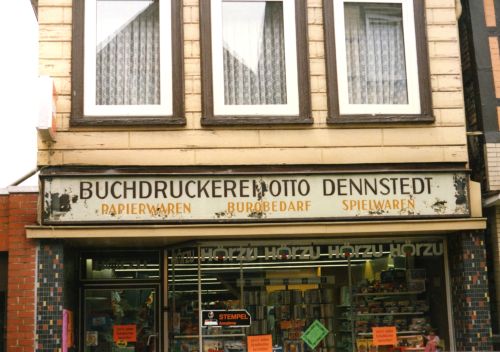 BUCHDRUCKEREI OTTO DENNSTEDT
PAPIERWAREN BÜROBEDARF SPIELWAREN
HÖRZU HÖRZU HÖRZU HÖRZU
STEMPEL